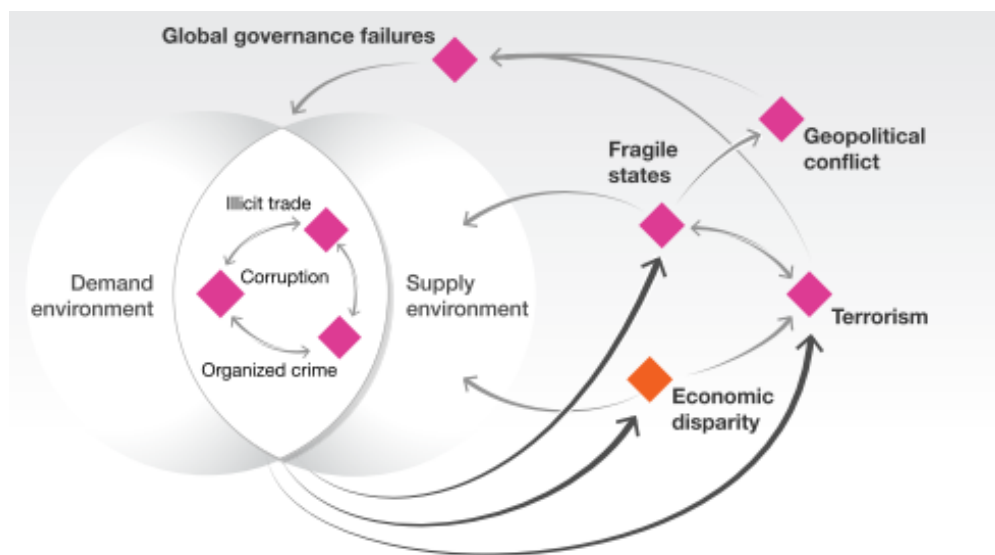 Global governance failures
Geopolitical
conflict
Fragile
states
Illicit trade
Demand
environment
Corruption
Supply
environment
Terrorism
Organized crime
Economic
disparity